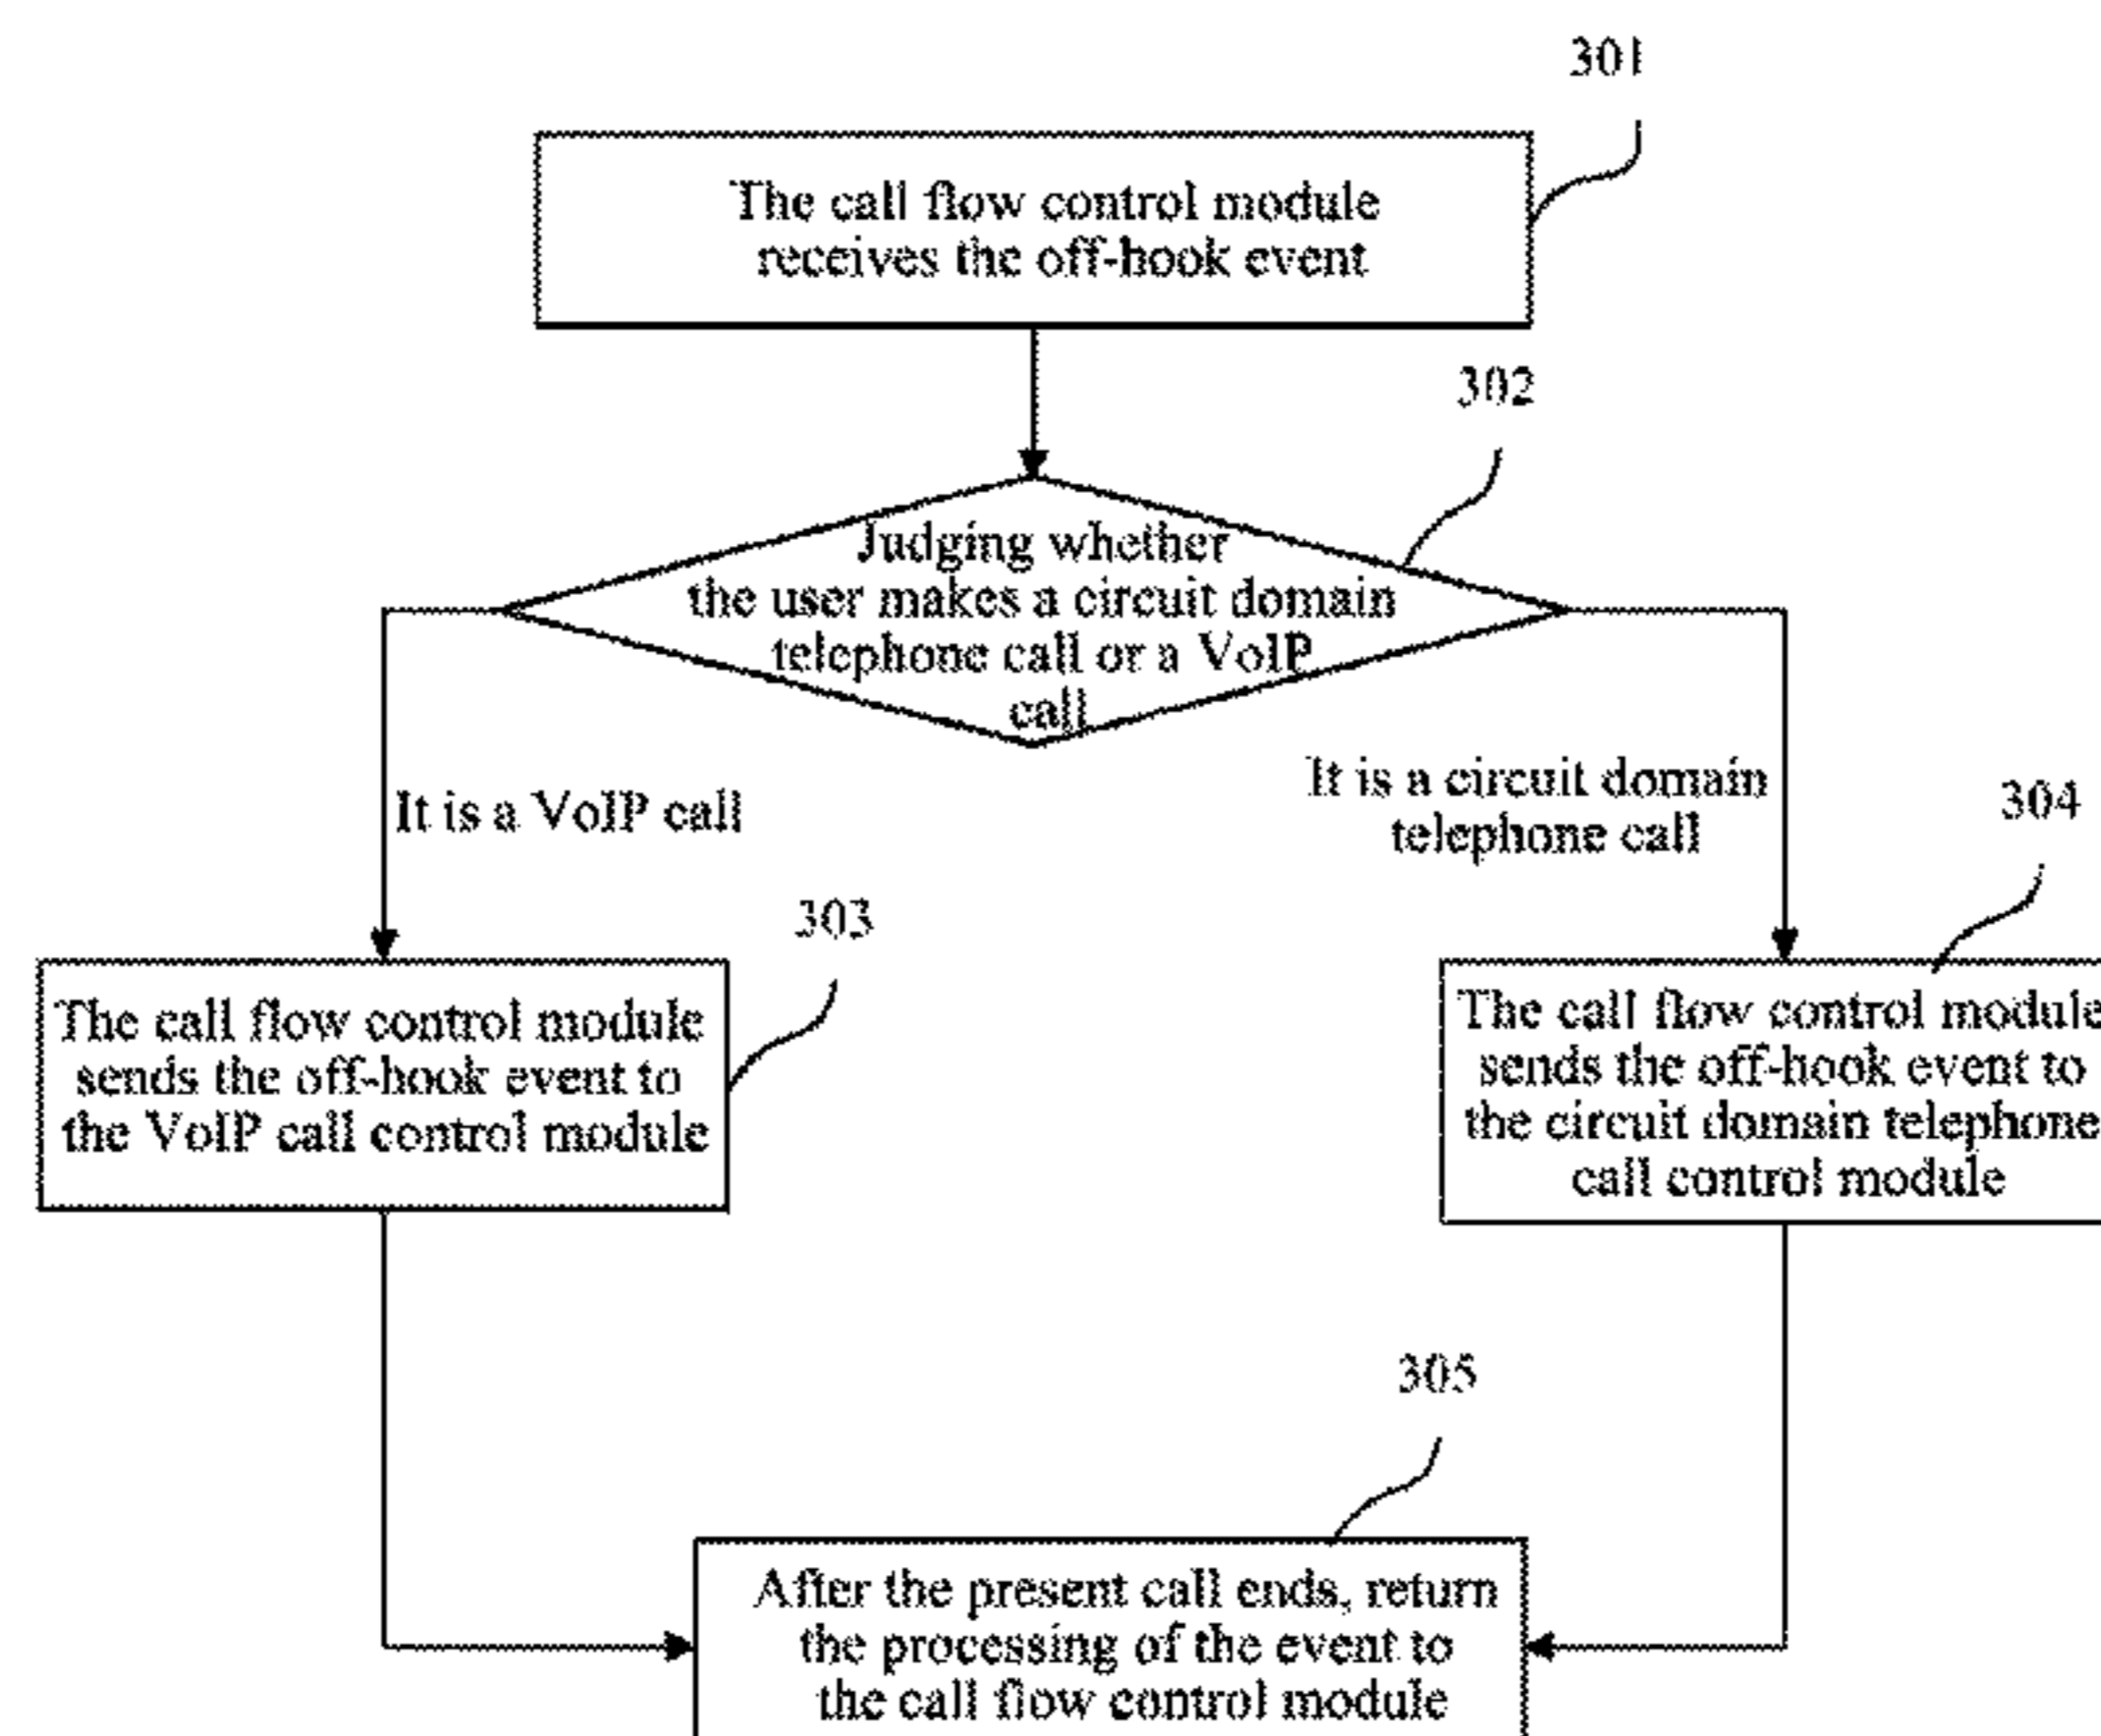 301
The call flow control module
receives the off-hook event
302
Judging whether
the user makes a circuit domain
telephone call or a VoIP
call
It is a VoIP call
It is a circuit domain
telephone call
304
303
The call flow control module
sends the off-hook event to
the VoIP call control module
The call flow control module
sends the off-hook event to
the circuit domain telephone
call control module
305
After the present call ends, return
the processing of the event to
the call flow control module